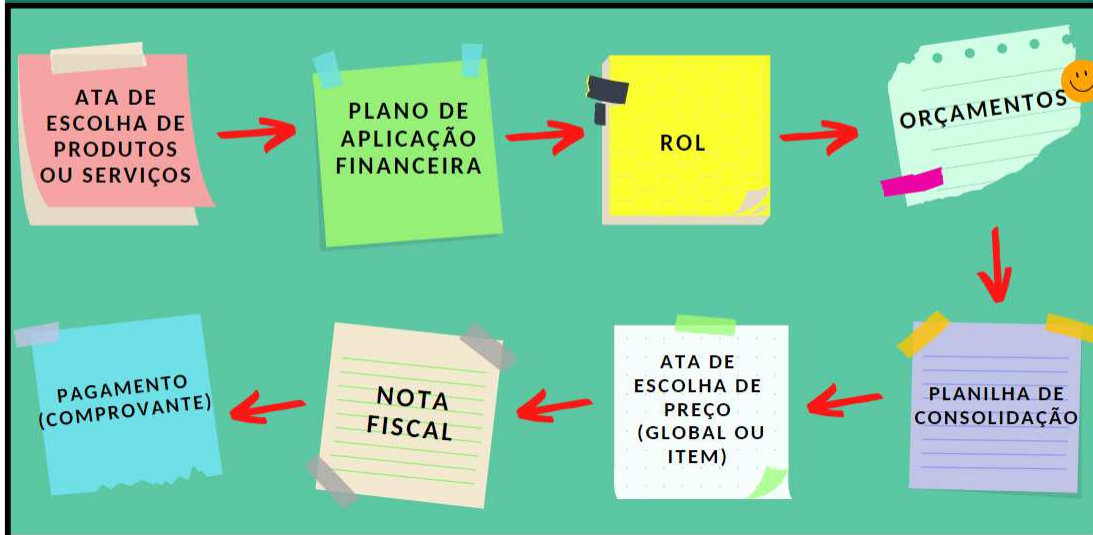 ATA DE
ESCOLHA DE
PRODUTOS
OU SERVIÇOS
PLANO DE
APLICAÇÃO
FINANCEIRA
ROL
ORÇAMENTOS
PLANILHA DE
CONSOLIDAÇÃO
ATA DE
ESCOLHA DE
PREÇO
(GLOBAL OU
ITEM)
NOTA
FISCAL
PAGAMENTO
(COMPROVANTE)